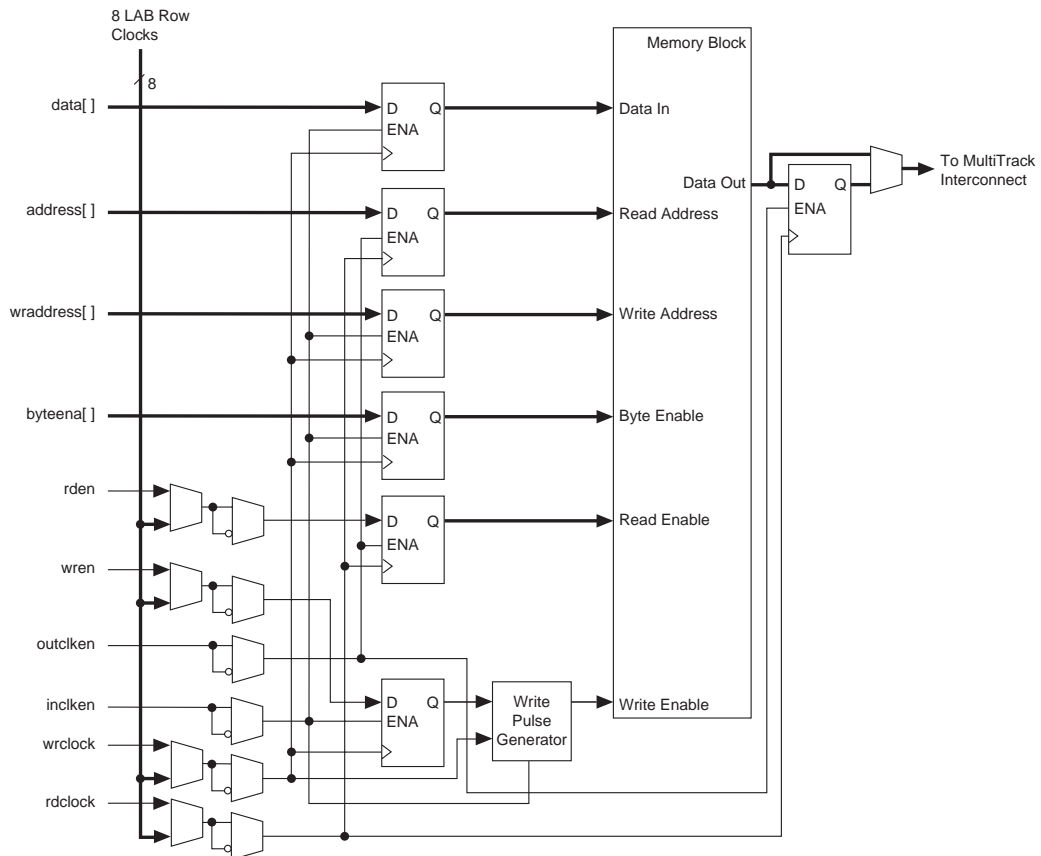 8 LAB Row
Clocks
8
Memory Block
data[ ]
D Q
ENA
Data In
To MultiTrack
Interconnect
Data Out
D Q
ENA
address[ ]
D Q
ENA
Read Address
wraddress[ ]
D Q
ENA
Write Address
byteena[ ]
D Q
ENA
Byte Enable
rden
D Q
ENA
Read Enable
wren
outclken
inclken
D Q
ENA
Write
Pulse
Generator
Write Enable
wrclock
rdclock